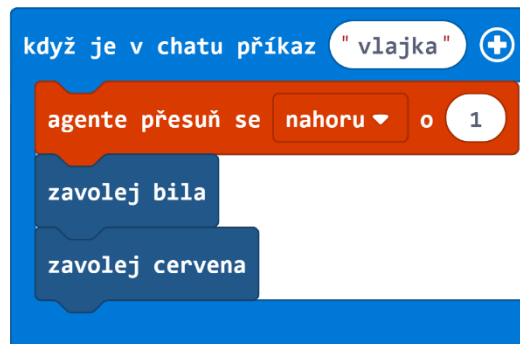 když je v chatu příkaz "vlajka"
agente přesuň se nahoru o 1
zavolej bila
zavolej cervena